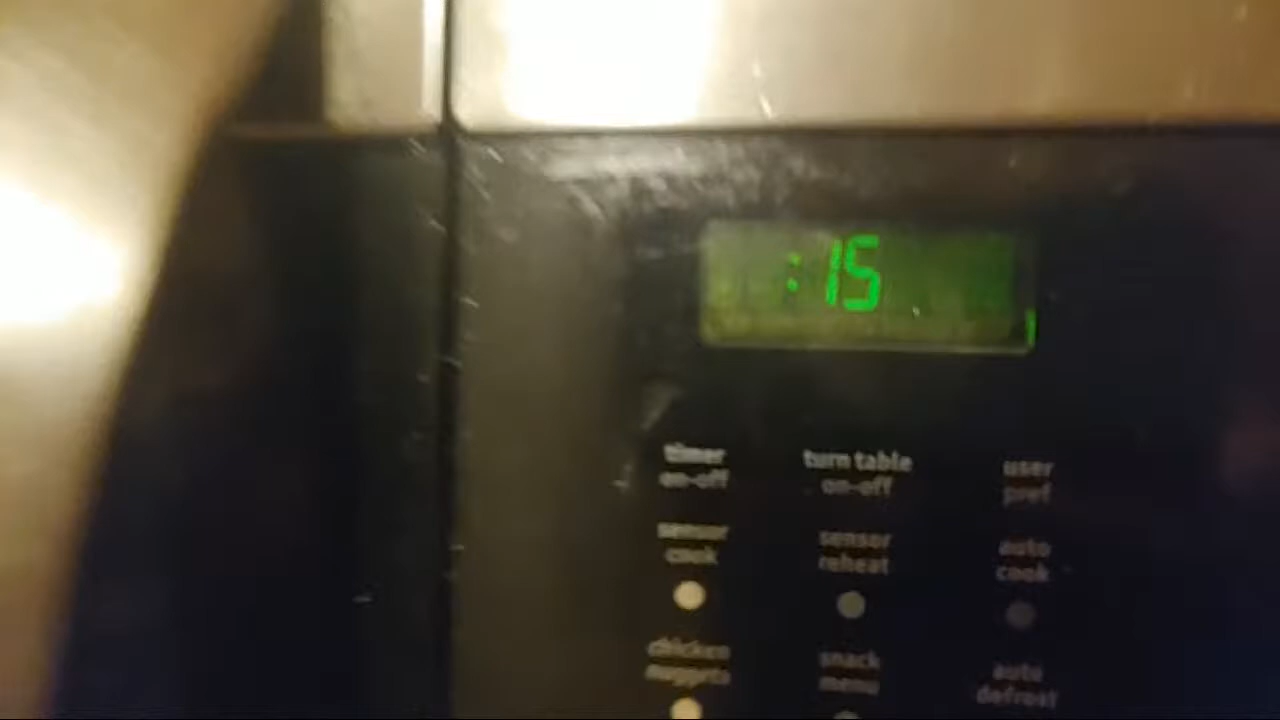 :15
timer
on-off
turn table
on-off
user
pref
sensor
cook
sensor
reheat
auto
cook
chicken
nuggets
snack
menu
auto
defrost